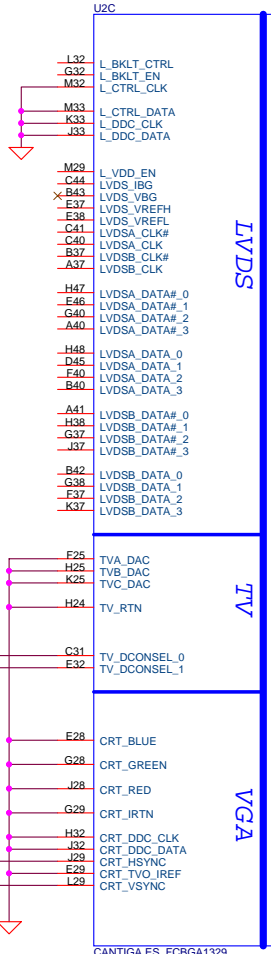 U2C
L32 L_BKLT_CTRL
G32 L_BKLT_EN
M32 L_CTRL_CLK
M33 L_CTRL_DATA
K33 L_DDC_CLK
J33 L_DDC_DATA
M29 L_VDD_EN
C44 LVDS_IBG
B43 LVDS_VBG
E37 LVDS_VREFH
E38 LVDS_VREFL
C41 LVDSA_CLK#
C40 LVDSA_CLK
B37 LVDSB_CLK#
A37 LVDSB_CLK
LVDS
H47 LVDSA_DATA#_0
E46 LVDSA_DATA#_1
G40 LVDSA_DATA#_2
A40 LVDSA_DATA#_3
H48 LVDSA_DATA_0
D45 LVDSA_DATA_1
F40 LVDSA_DATA_2
B40 LVDSA_DATA_3
A41 LVDSB_DATA#_0
H38 LVDSB_DATA#_1
G37 LVDSB_DATA#_2
J37 LVDSB_DATA#_3
B42 LVDSB_DATA_0
G38 LVDSB_DATA_1
F37 LVDSB_DATA_2
K37 LVDSB_DATA_3
F25 TVA_DAC
H25 TVB_DAC
K25 TVC_DAC
TV
H24 TV_RTN
C31 TV_DCONSEL_0
E32 TV_DCONSEL_1
E28 CRT_BLUE
G28 CRT_GREEN
J28 CRT_RED
VGA
G29 CRT_IRTN
H32 CRT_DDC_CLK
J32 CRT_DDC_DATA
J29 CRT_HSYNC
E29 CRT_TVO_IREF
L29 CRT_VSYNC
CANTIGA ES_FCBGA1329